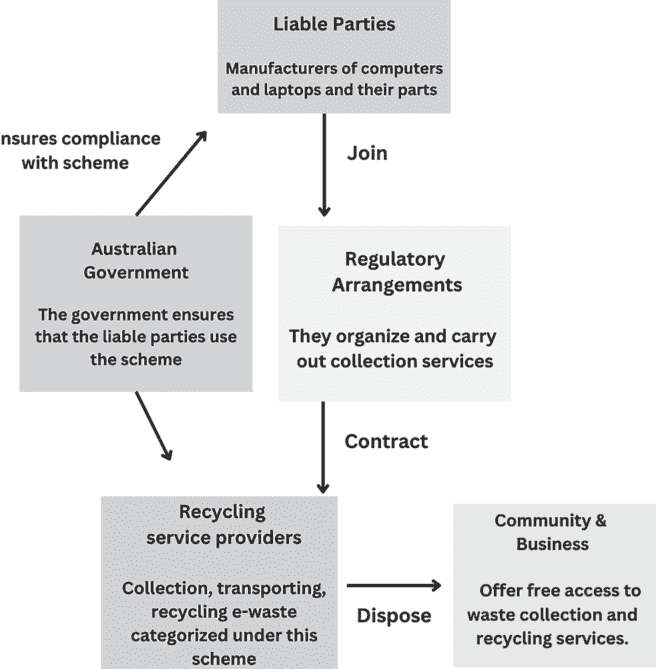 Liable Parties
Manufacturers of computers
and laptops and their parts
nsures compliance
with scheme
Join
Australian
Government
The government ensures
that the liable parties use
the scheme
Regulatory
Arrangements
They organize and carry
out collection services
Contract
Recycling
service providers
Collection, transporting,
recycling e-waste
categorized under this
scheme
Dispose
Community &
Business
Offer free access to
waste collection and
recycling services.